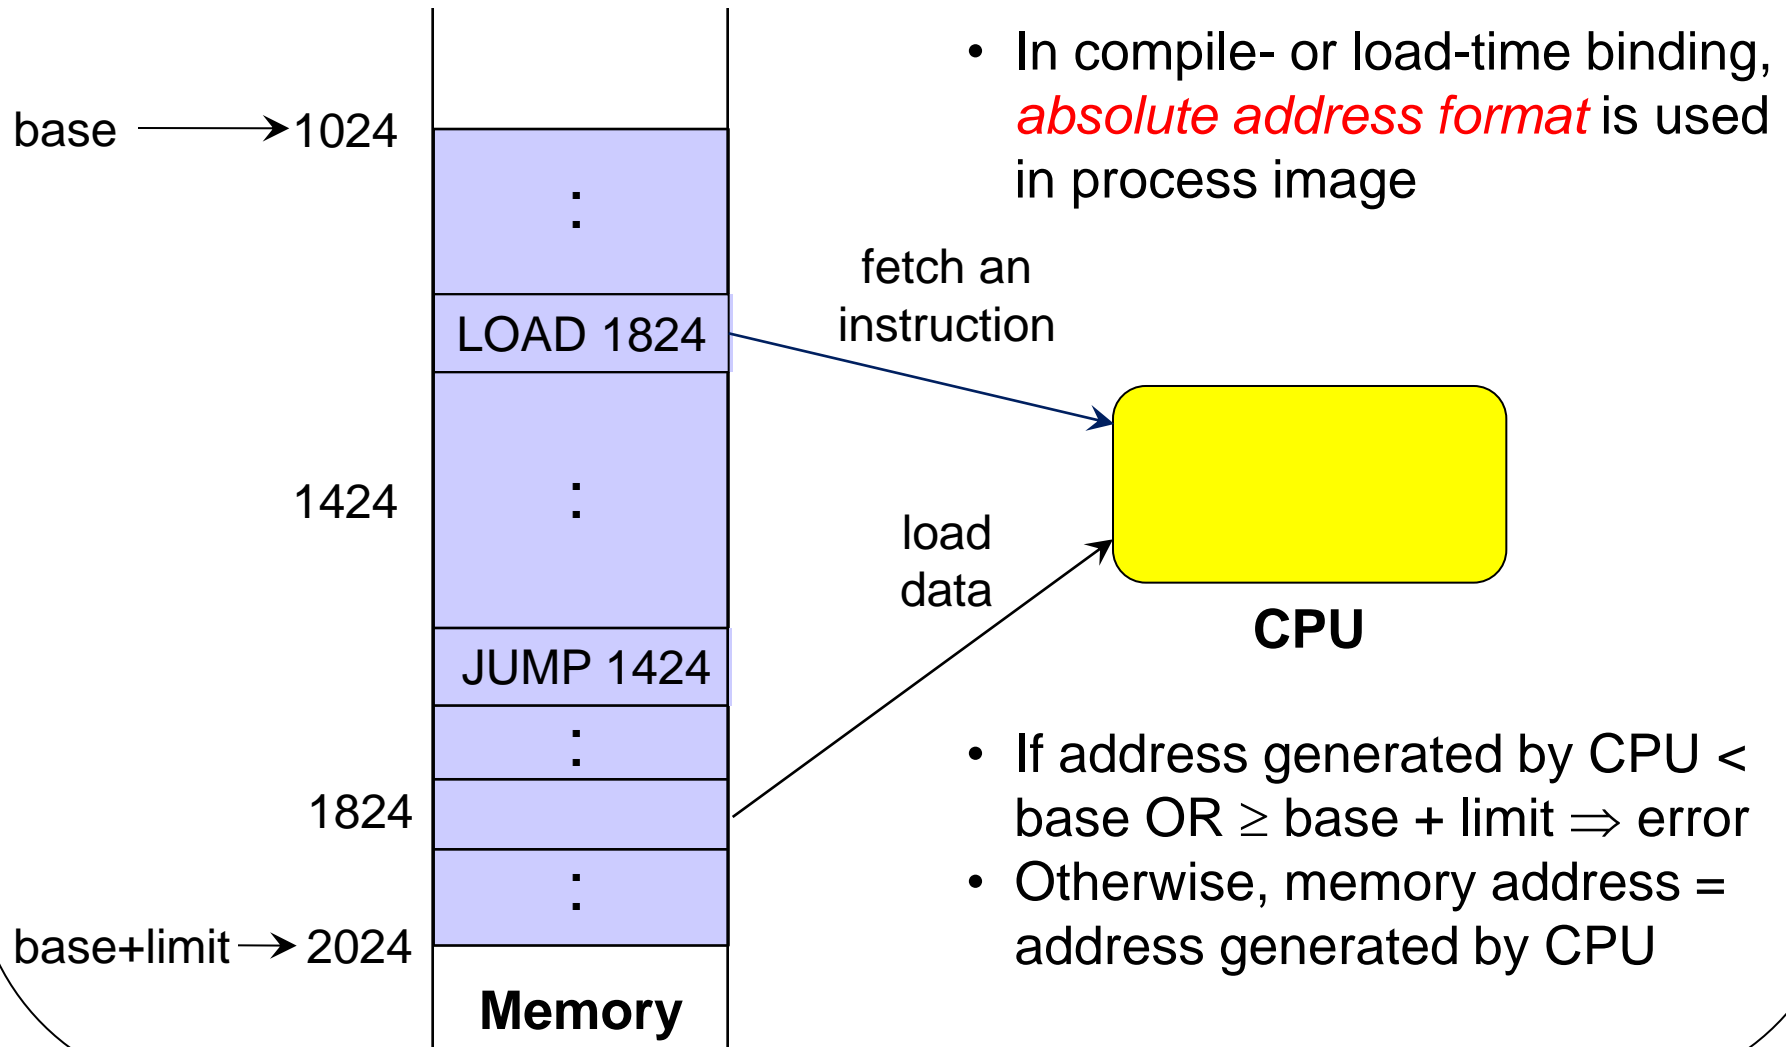 • In compile- or load-time binding,
absolute address format is used
in process image
base
1024
:
fetch an
instruction
LOAD 1824
1424
:
load
data
CPU
JUMP 1424
:
• If address generated by CPU <
base OR ≥ base + limit ⇒ error
1824
• Otherwise, memory address =
address generated by CPU
:
base+limit
2024
Memory